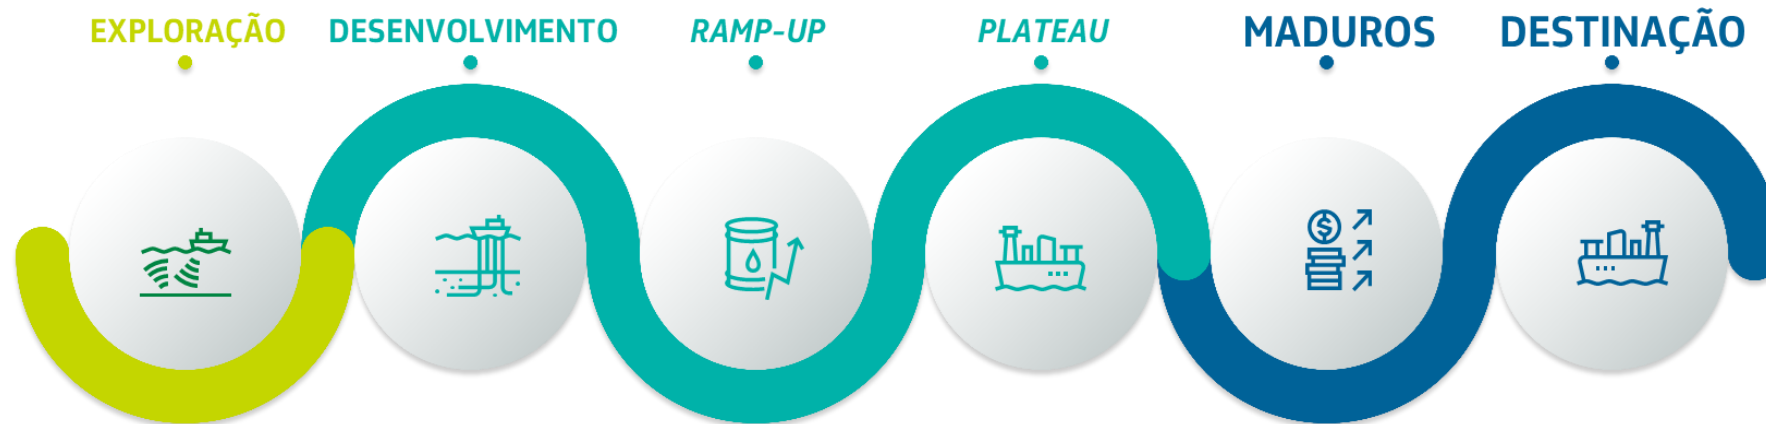 EXPLORAÇÃO
DESENVOLVIMENTO
RAMP-UP
PLATEAU
MADUROS
DESTINAÇÃO
$